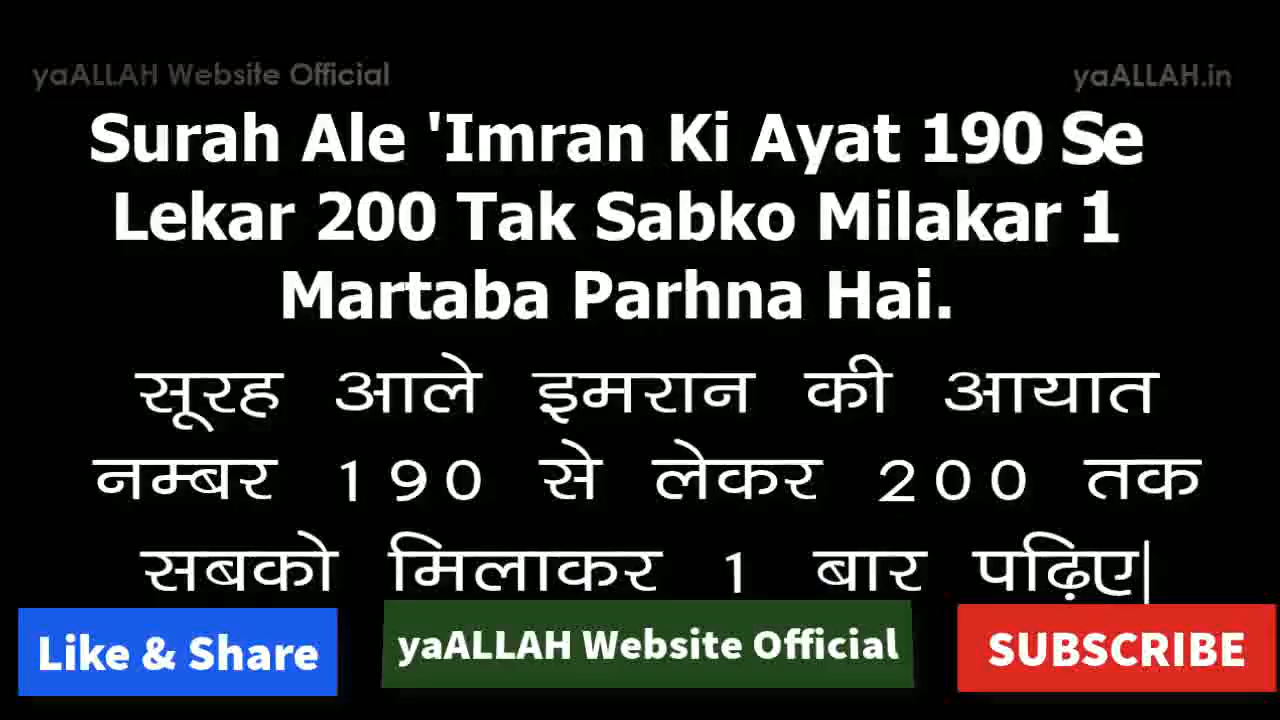 yaALLAH Website Official yaALLAH.in
Surah Ale 'Imran Ki Ayat 190 Se
Lekar 200 Tak Sabko Milakar 1
Martaba Parhna Hai.
सूरह आले इमरान की आयात
नम्बर 190 से लेकर 200 तक
सबको मिलाकर 1 बार पढ़िए|
Like & Share yaALLAH Website Official SUBSCRIBE